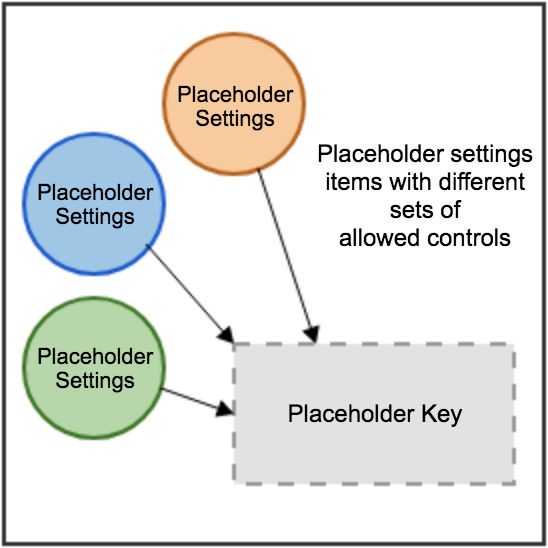 Placeholder
Settings
Placeholder settings
items with different
sets of
allowed controls
Placeholder
Settings
Placeholder
Settings
Placeholder Key